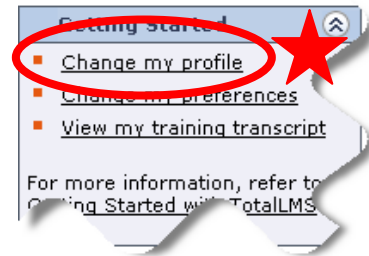 Getting Started
Change my profile
Change my preferences
View my training transcript
For more information, refer to
Getting Started with TotalLMS